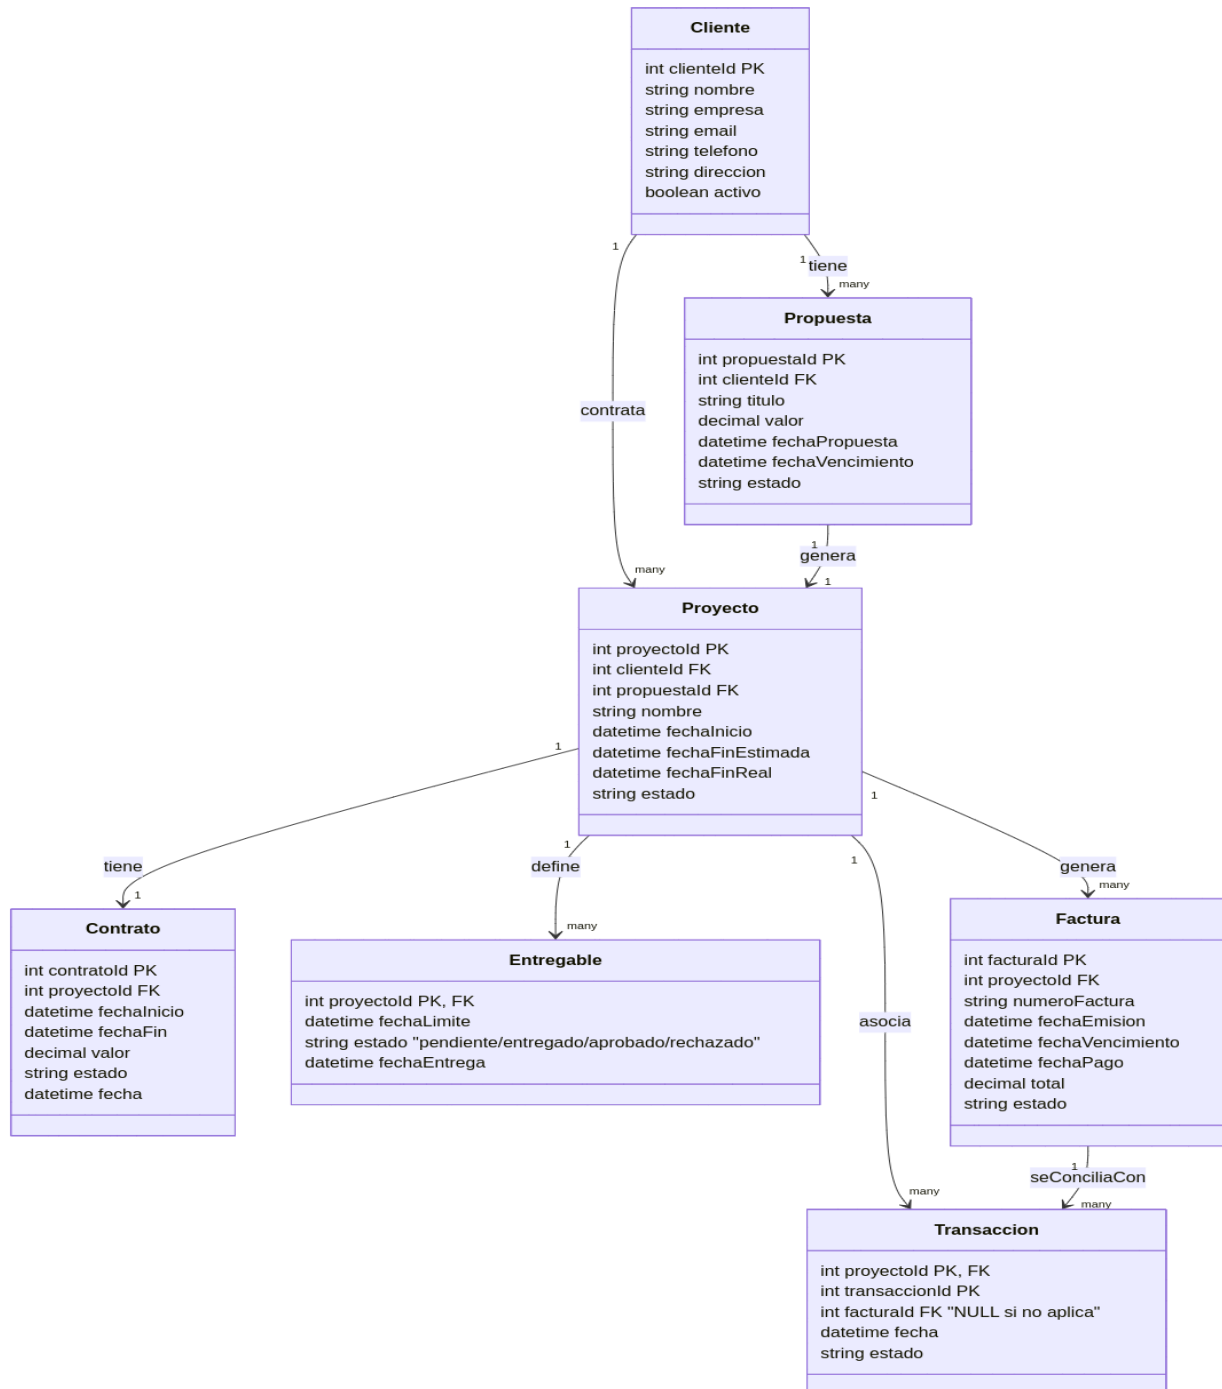 Cliente
int clienteId PK
string nombre
string empresa
string email
string telefono
string direccion
boolean activo
1
1
tiene
many
Propuesta
int propuestaId PK
int clienteId FK
string titulo
decimal valor
datetime fechaPropuesta
datetime fechaVencimiento
string estado
contrata
1
genera
many
1
Proyecto
int proyectoId PK
int clienteId FK
int propuestaId FK
string nombre
datetime fechaInicio
datetime fechaFinEstimada
datetime fechaFinReal
string estado
1
1
1
1
tiene
define
genera
1
many
many
Contrato
int contratoId PK
int proyectoId FK
datetime fechaInicio
datetime fechaFin
decimal valor
string estado
datetime fecha
Entregable
int proyectoId PK, FK
datetime fechaLimite
string estado "pendiente/entregado/aprobado/rechazado"
datetime fechaEntrega
asocia
Factura
int facturaId PK
int proyectoId FK
string numeroFactura
datetime fechaEmision
datetime fechaVencimiento
datetime fechaPago
decimal total
string estado
1
seConciliaCon
many
many
Transaccion
int proyectoId PK, FK
int transaccionId PK
int facturaId FK "NULL si no aplica"
datetime fecha
string estado